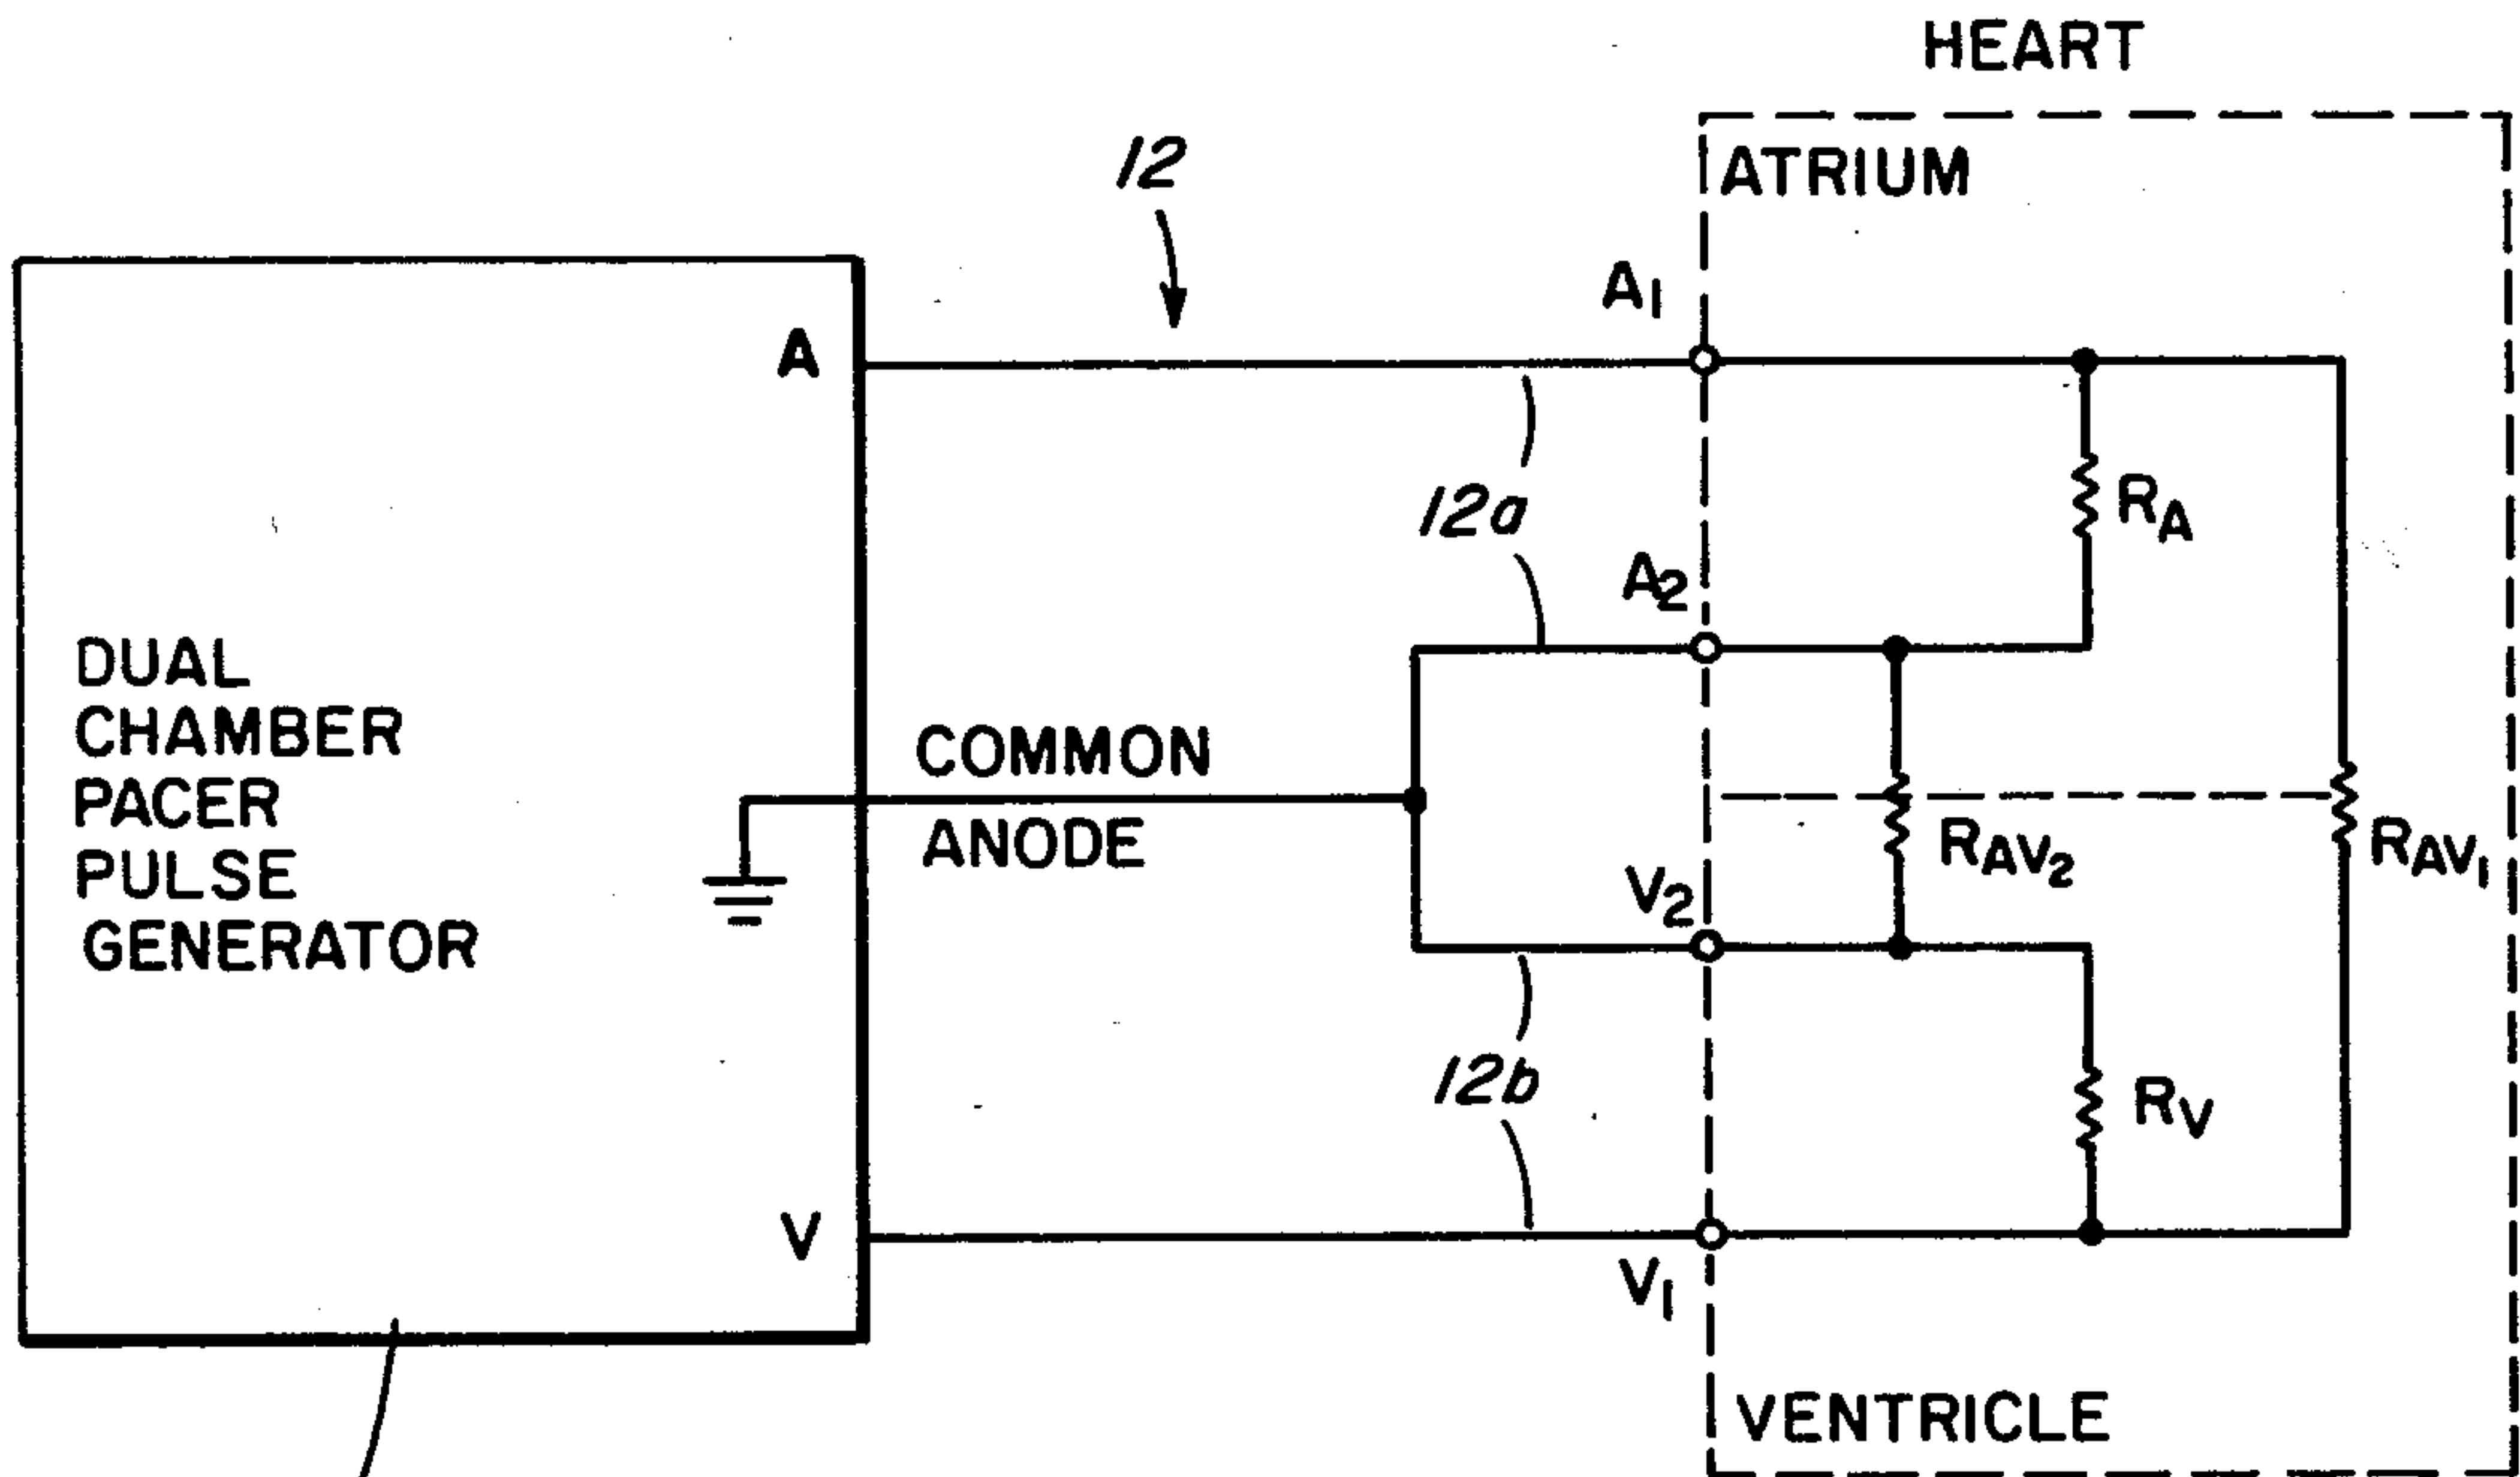 HEART
ATRIUM
12
A1
A
12a
RA
A2
DUAL
CHAMBER
PACER
PULSE
GENERATOR
COMMON
ANODE
RAV2
RAV1
V2
12b
RV
V
V1
VENTRICLE